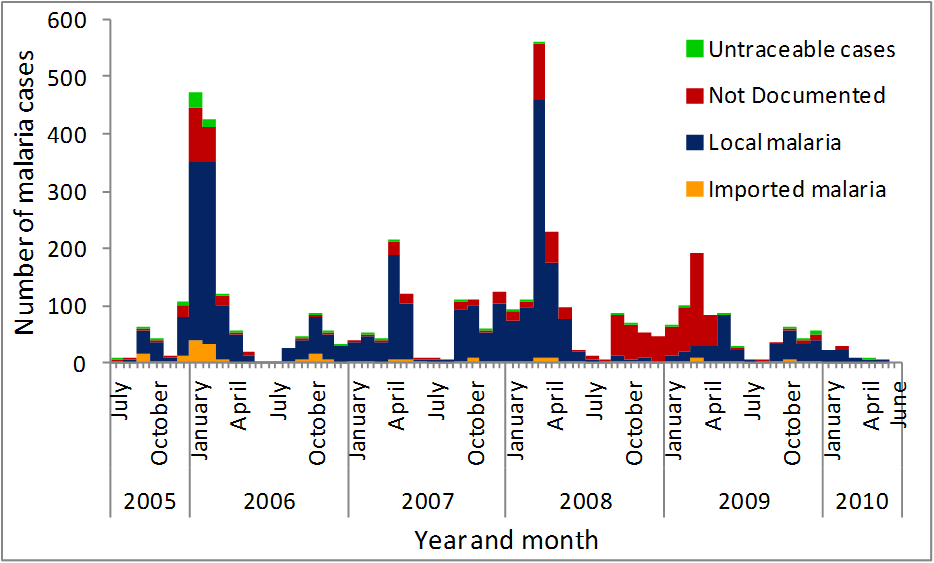 Number of malaria cases
600
500
400
300
200
100
0
Untraceable cases
Not Documented
Local malaria
Imported malaria
July
October
January
April
July
October
January
April
July
October
January
April
July
October
January
April
July
October
January
April
June
2005
2006
2007
2008
2009
2010
Year and month